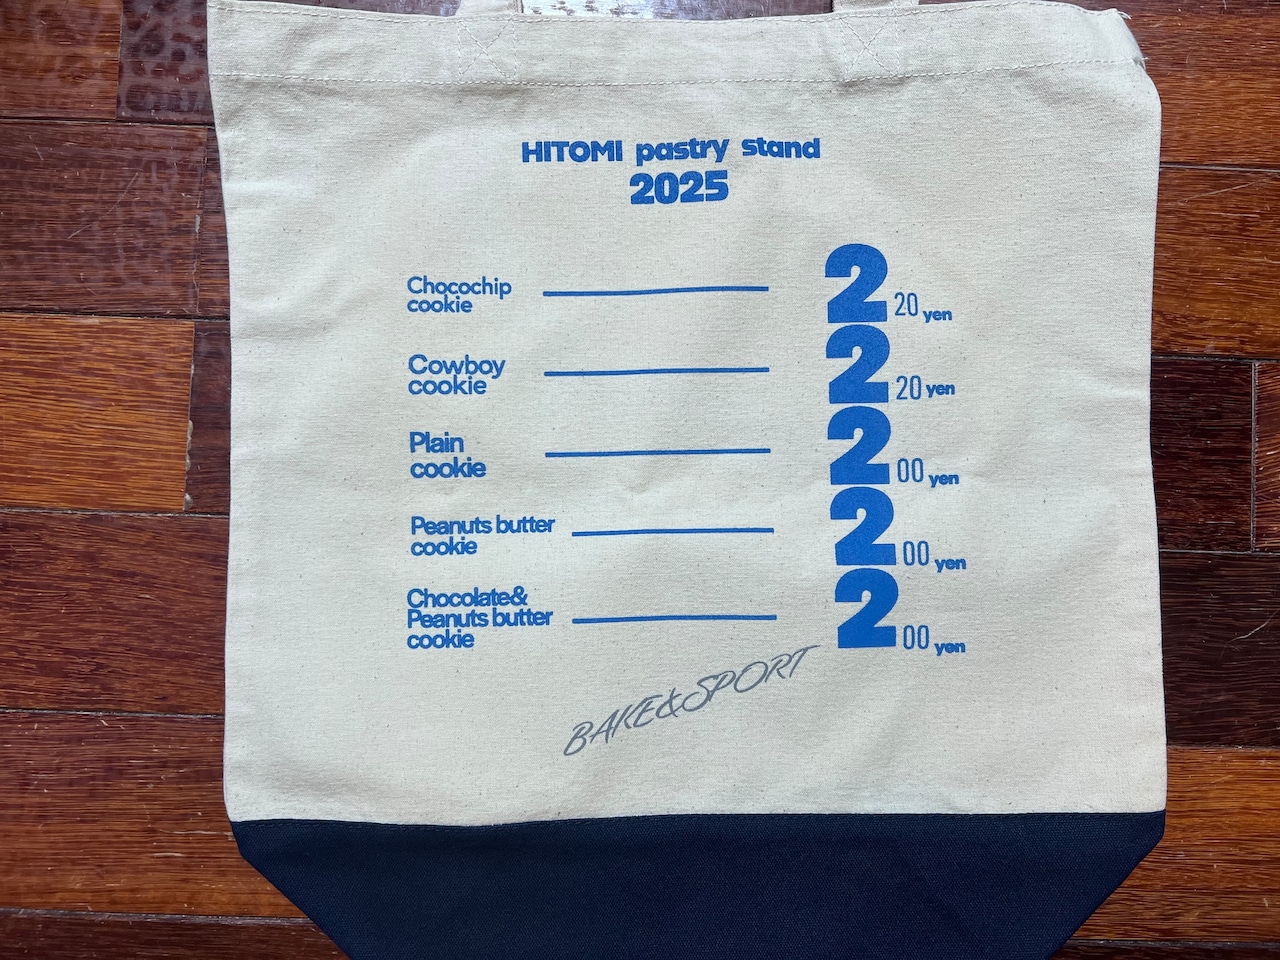 HITOMI pastry stand
2025
Chocochip
cookie
220 yen
Cowboy
cookie
220 yen
Plain
cookie
200 yen
Peanuts butter
cookie
200 yen
Chocolate&
Peanuts butter
cookie
200 yen
BAKE&SPORT